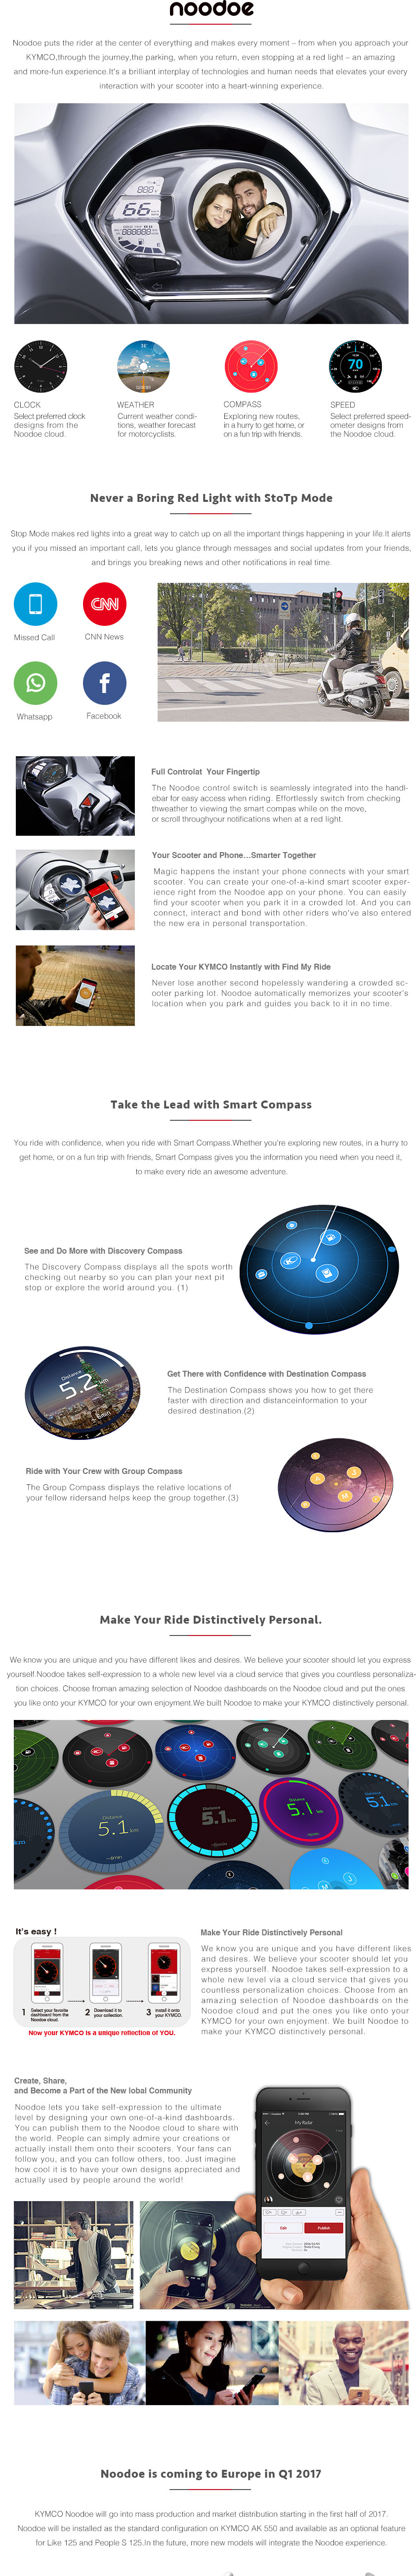 noodoe
Noodoe puts the rider at the center of everything and makes every moment – from when you approach your
KYMCO,through the journey,the parking, when you return, even stopping at a red light – an amazing
and more-fun experience.It's a brilliant interplay of technologies and human needs that elevates your every
interaction with your scooter into a heart-winning experience.
CLOCK
Select preferred clock
designs from the
Noodoe cloud.
WEATHER
Current weather condi-
tions, weather forecast
for motorcyclists.
COMPASS
Exploring new routes,
in a hurry to get home, or
on a fun trip with friends.
70
SPEED
Select preferred speed-
ometer designs from
the Noodoe cloud.
Never a Boring Red Light with StoTp Mode
Stop Mode makes red lights into a great way to catch up on all the important things happening in your life.It alerts
you if you missed an important call, lets you glance through messages and social updates from your friends,
and brings you breaking news and other notifications in real time.
Missed Call
CNN
CNN News
Whatsapp
f
Facebook
Full Controlat Your Fingertip
The Noodoe control switch is seamlessly integrated into the handl-
ebar for easy access when riding. Effortlessly switch from checking
thweather to viewing the smart compas while on the move,
or scroll throughyour notifications when at a red light.
Your Scooter and Phone...Smarter Together
Magic happens the instant your phone connects with your smart
scooter. You can create your one-of-a-kind smart scooter exper-
ience right from the Noodoe app on your phone. You can easily
find your scooter when you park it in a crowded lot. And you can
connect, interact and bond with other riders who've also entered
the new era in personal transportation.
Locate Your KYMCO Instantly with Find My Ride
Never lose another second hopelessly wandering a crowded sc-
ooter parking lot. Noodoe automatically memorizes your scooter's
location when you park and guides you back to it in no time.
Take the Lead with Smart Compass
You ride with confidence, when you ride with Smart Compass.Whether you're exploring new routes, in a hurry to
get home, or on a fun trip with friends, Smart Compass gives you the information you need when you need it,
to make every ride an awesome adventure.
See and Do More with Discovery Compass
The Discovery Compass displays all the spots worth
checking out nearby so you can plan your next pit
stop or explore the world around you. (1)
Distance
5.2
Get There with Confidence with Destination Compass
The Destination Compass shows you how to get there
faster with direction and distanceinformation to your
desired destination.(2)
Ride with Your Crew with Group Compass
The Group Compass displays the relative locations of
your fellow ridersand helps keep the group together.(3)
Make Your Ride Distinctively Personal.
We know you are unique and you have different likes and desires. We believe your scooter should let you express
yourself.Noodoe takes self-expression to a whole new level via a cloud service that gives you countless personaliza-
tion choices. Choose froman amazing selection of Noodoe dashboards on the Noodoe cloud and put the ones
you like onto your KYMCO for your own enjoyment.We built Noodoe to make your KYMCO distinctively personal.
Distance
5.1 km
Distance
5.1 km
Distance
5.1 km
5.1
It's easy !
1 Select your favorite
dashboard from the
Noodoe cloud.
2 Download it to
your collection.
3 Install it onto
your KYMCO.
Now your KYMCO is a unique reflection of YOU.
Make Your Ride Distinctively Personal
We know you are unique and you have different likes
and desires. We believe your scooter should let you
express yourself. Noodoe takes self-expression to a
whole new level via a cloud service that gives you
countless personalization choices. Choose from an
amazing selection of Noodoe dashboards on the
Noodoe cloud and put the ones you like onto your
KYMCO for your own enjoyment. We built Noodoe to
make your KYMCO distinctively personal.
Create, Share,
and Become a Part of the New lobal Community
Noodoe lets you take self-expression to the ultimate
level by designing your own one-of-a-kind dashboards.
You can publish them to the Noodoe cloud to share with
the world. People can simply admire your creations or
actually install them onto their scooters. Your fans can
follow you, and you can follow others, too. Just imagine
how cool it is to have your own designs appreciated and
actually used by people around the world!
My Radar
Edit
Publish
Noodoe is coming to Europe in Q1 2017
KYMCO Noodoe will go into mass production and market distribution starting in the first half of 2017.
Noodoe will be installed as the standard configuration on KYMCO AK 550 and available as an optional feature
for Like 125 and People S 125.In the future, more new models will integrate the Noodoe experience.